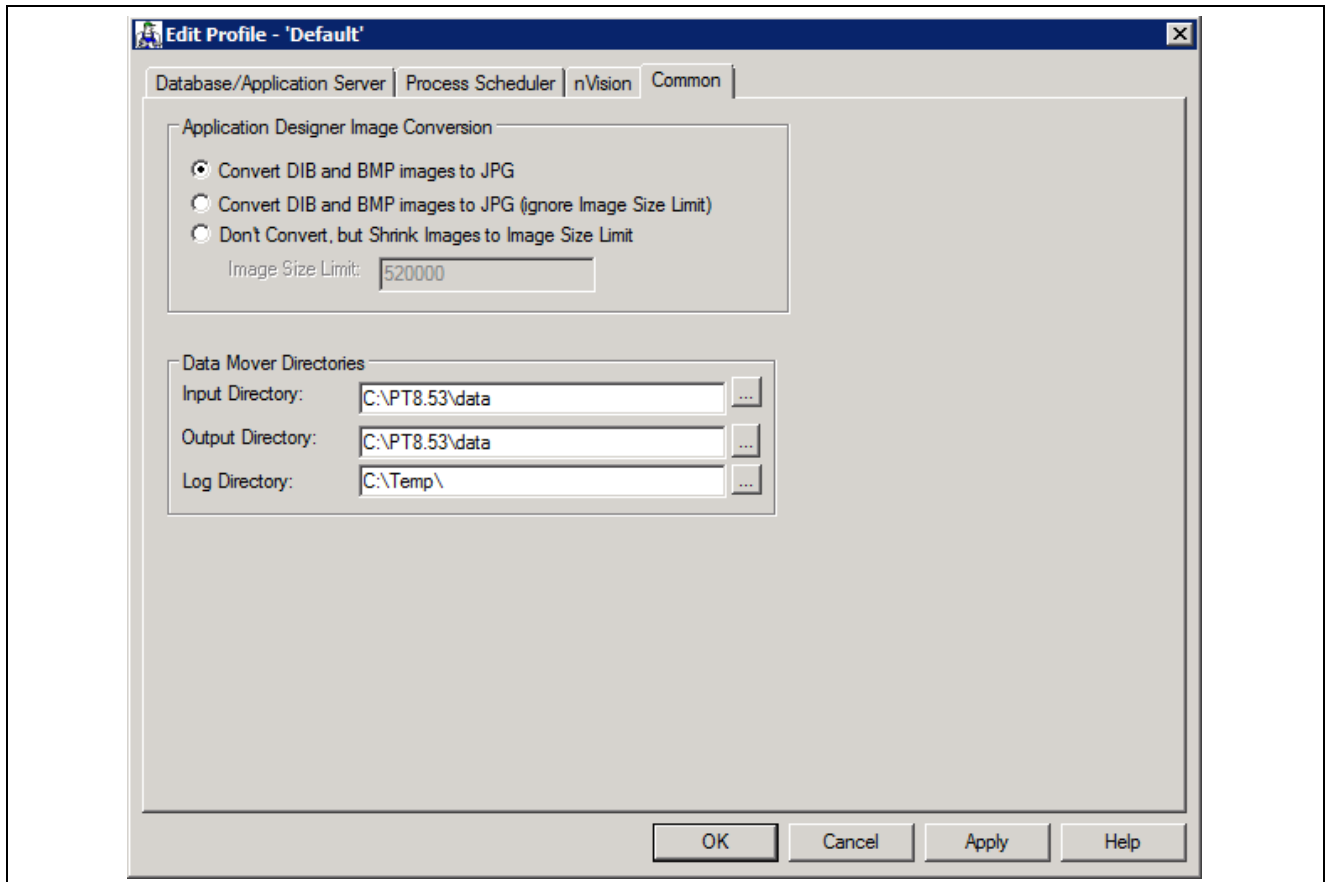 Edit Profile - 'Default'
Database/Application Server Process Scheduler nVision Common
Application Designer Image Conversion
Convert DIB and BMP images to JPG
Convert DIB and BMP images to JPG (ignore Image Size Limit)
Don't Convert, but Shrink Images to Image Size Limit
Image Size Limit: 520000
Data Mover Directories
Input Directory: C:\PT8.53\data ...
Output Directory: C:\PT8.53\data ...
Log Directory: C:\Temp\ ...
OK Cancel Apply Help